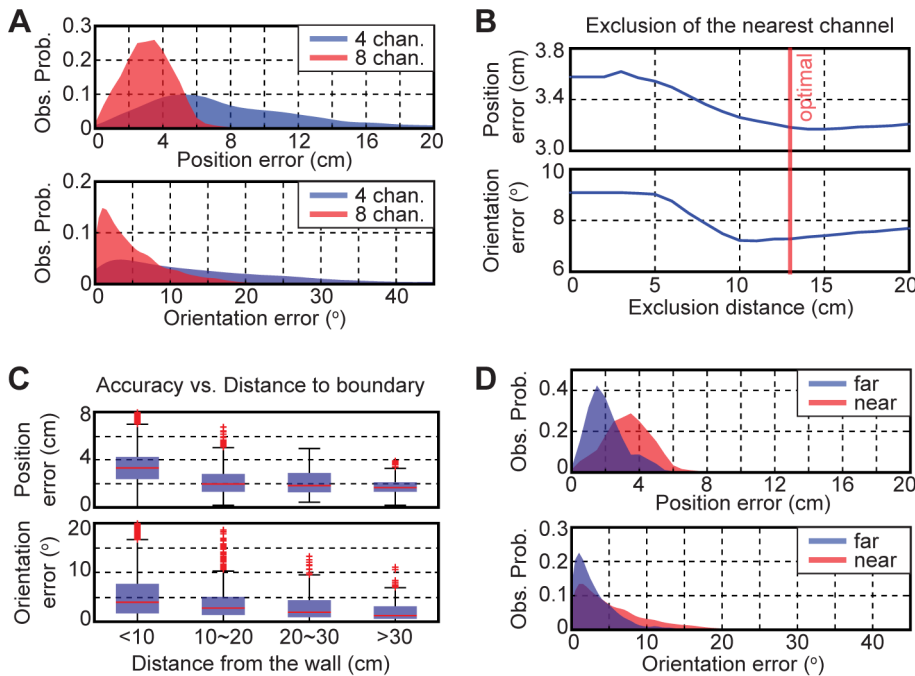 A
0.3
0.2
0.1
0
Obs. Prob.
4 chan.
8 chan.
0 4 8 12 16 20
Position error (cm)
0.2
0.1
0
Obs. Prob.
4 chan.
8 chan.
0 10 20 30 40
Orientation error (°)
B
Exclusion of the nearest channel
3.8
3.4
3.0
Position
error (cm)
optimal
10
8
6
Orientation
error (°)
0 5 10 15 20
Exclusion distance (cm)
C
Accuracy vs. Distance to boundary
8
4
0
Position
error (cm)
20
10
0
Orientation
error (°)
<10 10~20 20~30 >30
Distance from the wall (cm)
D
0.4
0.2
0
Obs. Prob.
far
near
0 4 8 12 16 20
Position error (cm)
0.3
0.2
0.1
0
Obs. Prob.
far
near
0 10 20 30 40
Orientation error (°)